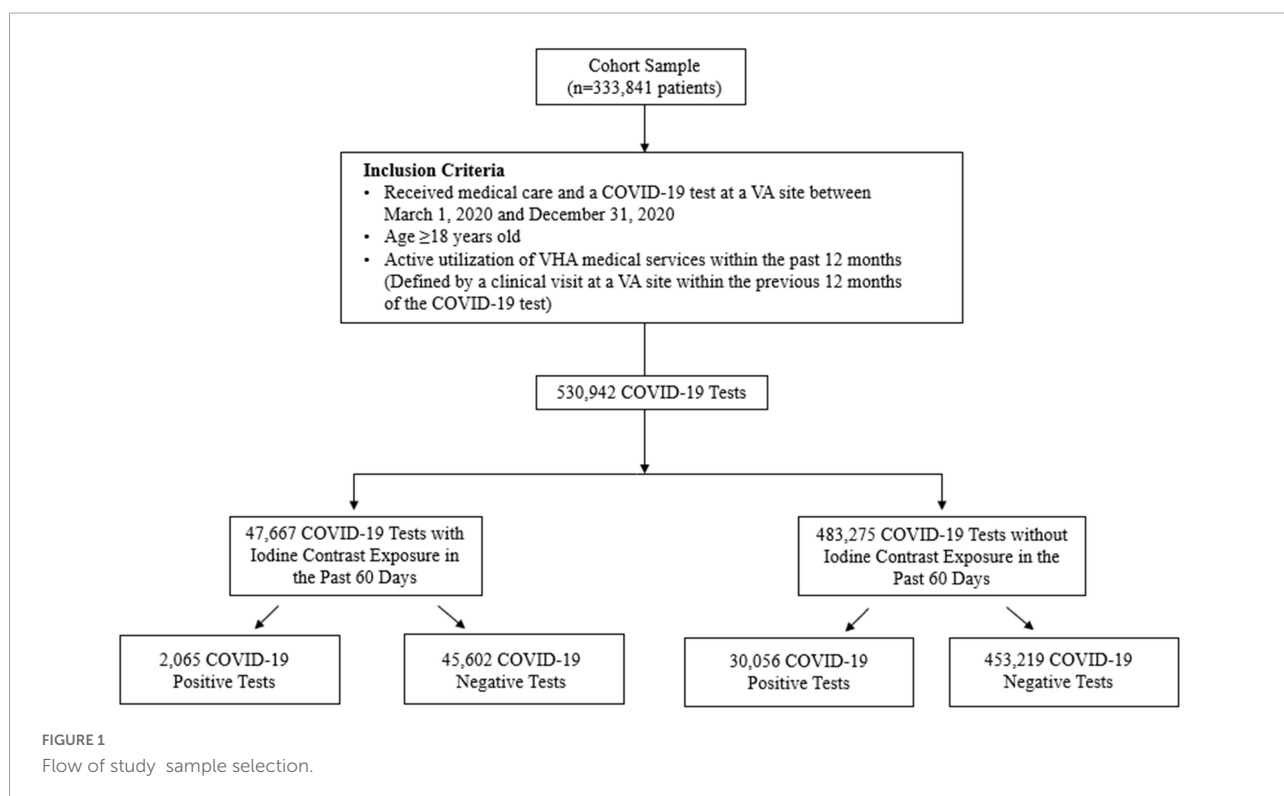 Cohort Sample
(n=333,841 patients)
Inclusion Criteria
• Received medical care and a COVID-19 test at a VA site between
March 1, 2020 and December 31, 2020
• Age ≥18 years old
• Active utilization of VHA medical services within the past 12 months
(Defined by a clinical visit at a VA site within the previous 12 months
of the COVID-19 test)
530,942 COVID-19 Tests
47,667 COVID-19 Tests with
Iodine Contrast Exposure in
the Past 60 Days
483,275 COVID-19 Tests without
Iodine Contrast Exposure in the
Past 60 Days
2,065 COVID-19
Positive Tests
45,602 COVID-19
Negative Tests
30,056 COVID-19
Positive Tests
453,219 COVID-19
Negative Tests
FIGURE 1
Flow of study sample selection.